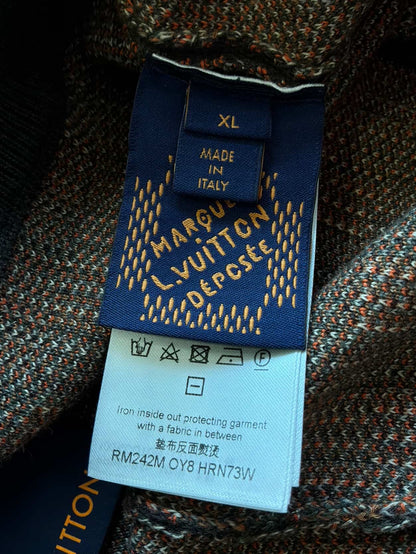 XL
MADE
IN
ITALY
MARQUE
L.VUITTON
DÉPOSÉE
Iron inside out protecting garment
with a fabric in between
垫布反面熨烫
RM242M OY8 HRN73W
UITTON